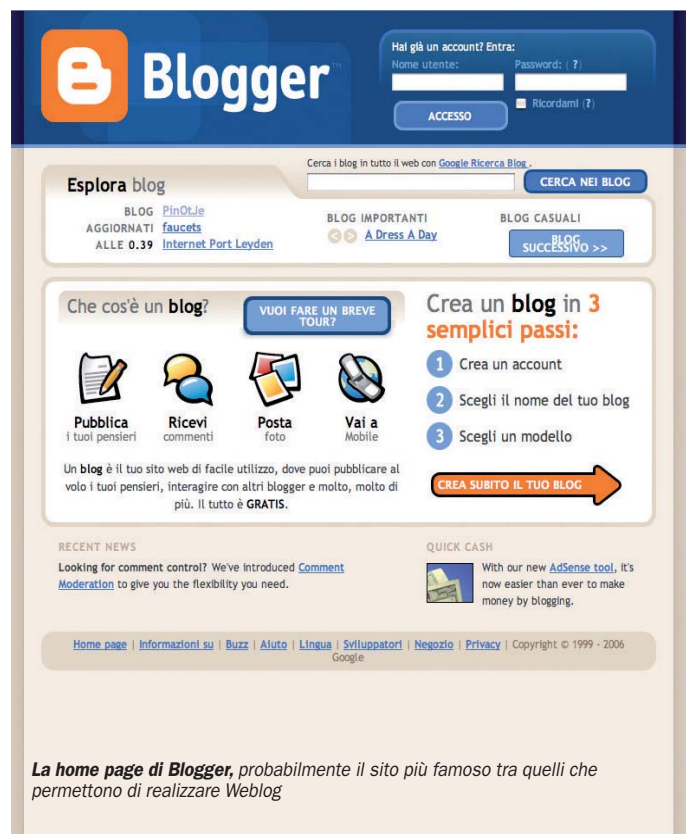 Blogger™
Hai già un account? Entra:
Nome utente: Password: ( ?)
Ricordami (?)
ACCESSO
Cerca i blog in tutto il web con Google Ricerca Blog .
Esplora blog
CERCA NEI BLOG
BLOG
AGGIORNATI
ALLE 0.39
PinOtJe
faucets
Internet Port Leyden
BLOG IMPORTANTI
A Dress A Day
BLOG CASUALI
BLOG
SUCCESSIVO >>
Che cos'è un blog?
VUOI FARE UN BREVE
TOUR?
Pubblica
i tuoi pensieri
Ricevi
commenti
Posta
foto
Vai a
Mobile
Un blog è il tuo sito web di facile utilizzo, dove puoi pubblicare al
volo i tuoi pensieri, interagire con altri blogger e molto, molto di
più. Il tutto è GRATIS.
Crea un blog in 3
semplici passi:
1 Crea un account
2 Scegli il nome del tuo blog
3 Scegli un modello
CREA SUBITO IL TUO BLOG
RECENT NEWS
Looking for comment control? We've introduced Comment
Moderation to give you the flexibility you need.
QUICK CASH
With our new AdSense tool, it's
now easier than ever to make
money by blogging.
Home page | Informazioni su | Buzz | Aiuto | Lingua | Sviluppatori | Negozio | Privacy | Copyright © 1999 - 2006
Google
La home page di Blogger, probabilmente il sito più famoso tra quelli che
permettono di realizzare Weblog